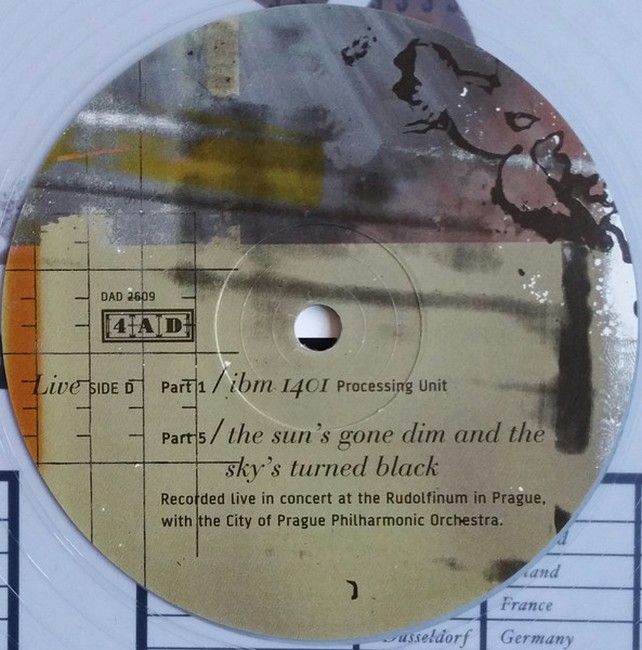 DAD 2609
4AD
Live SIDE D Part 1 / ibm 1401 Processing Unit
Part 5 / the sun's gone dim and the
sky's turned black
Recorded live in concert at the Rudolfinum in Prague,
with the City of Prague Philharmonic Orchestra.
France
Dusseldorf Germany